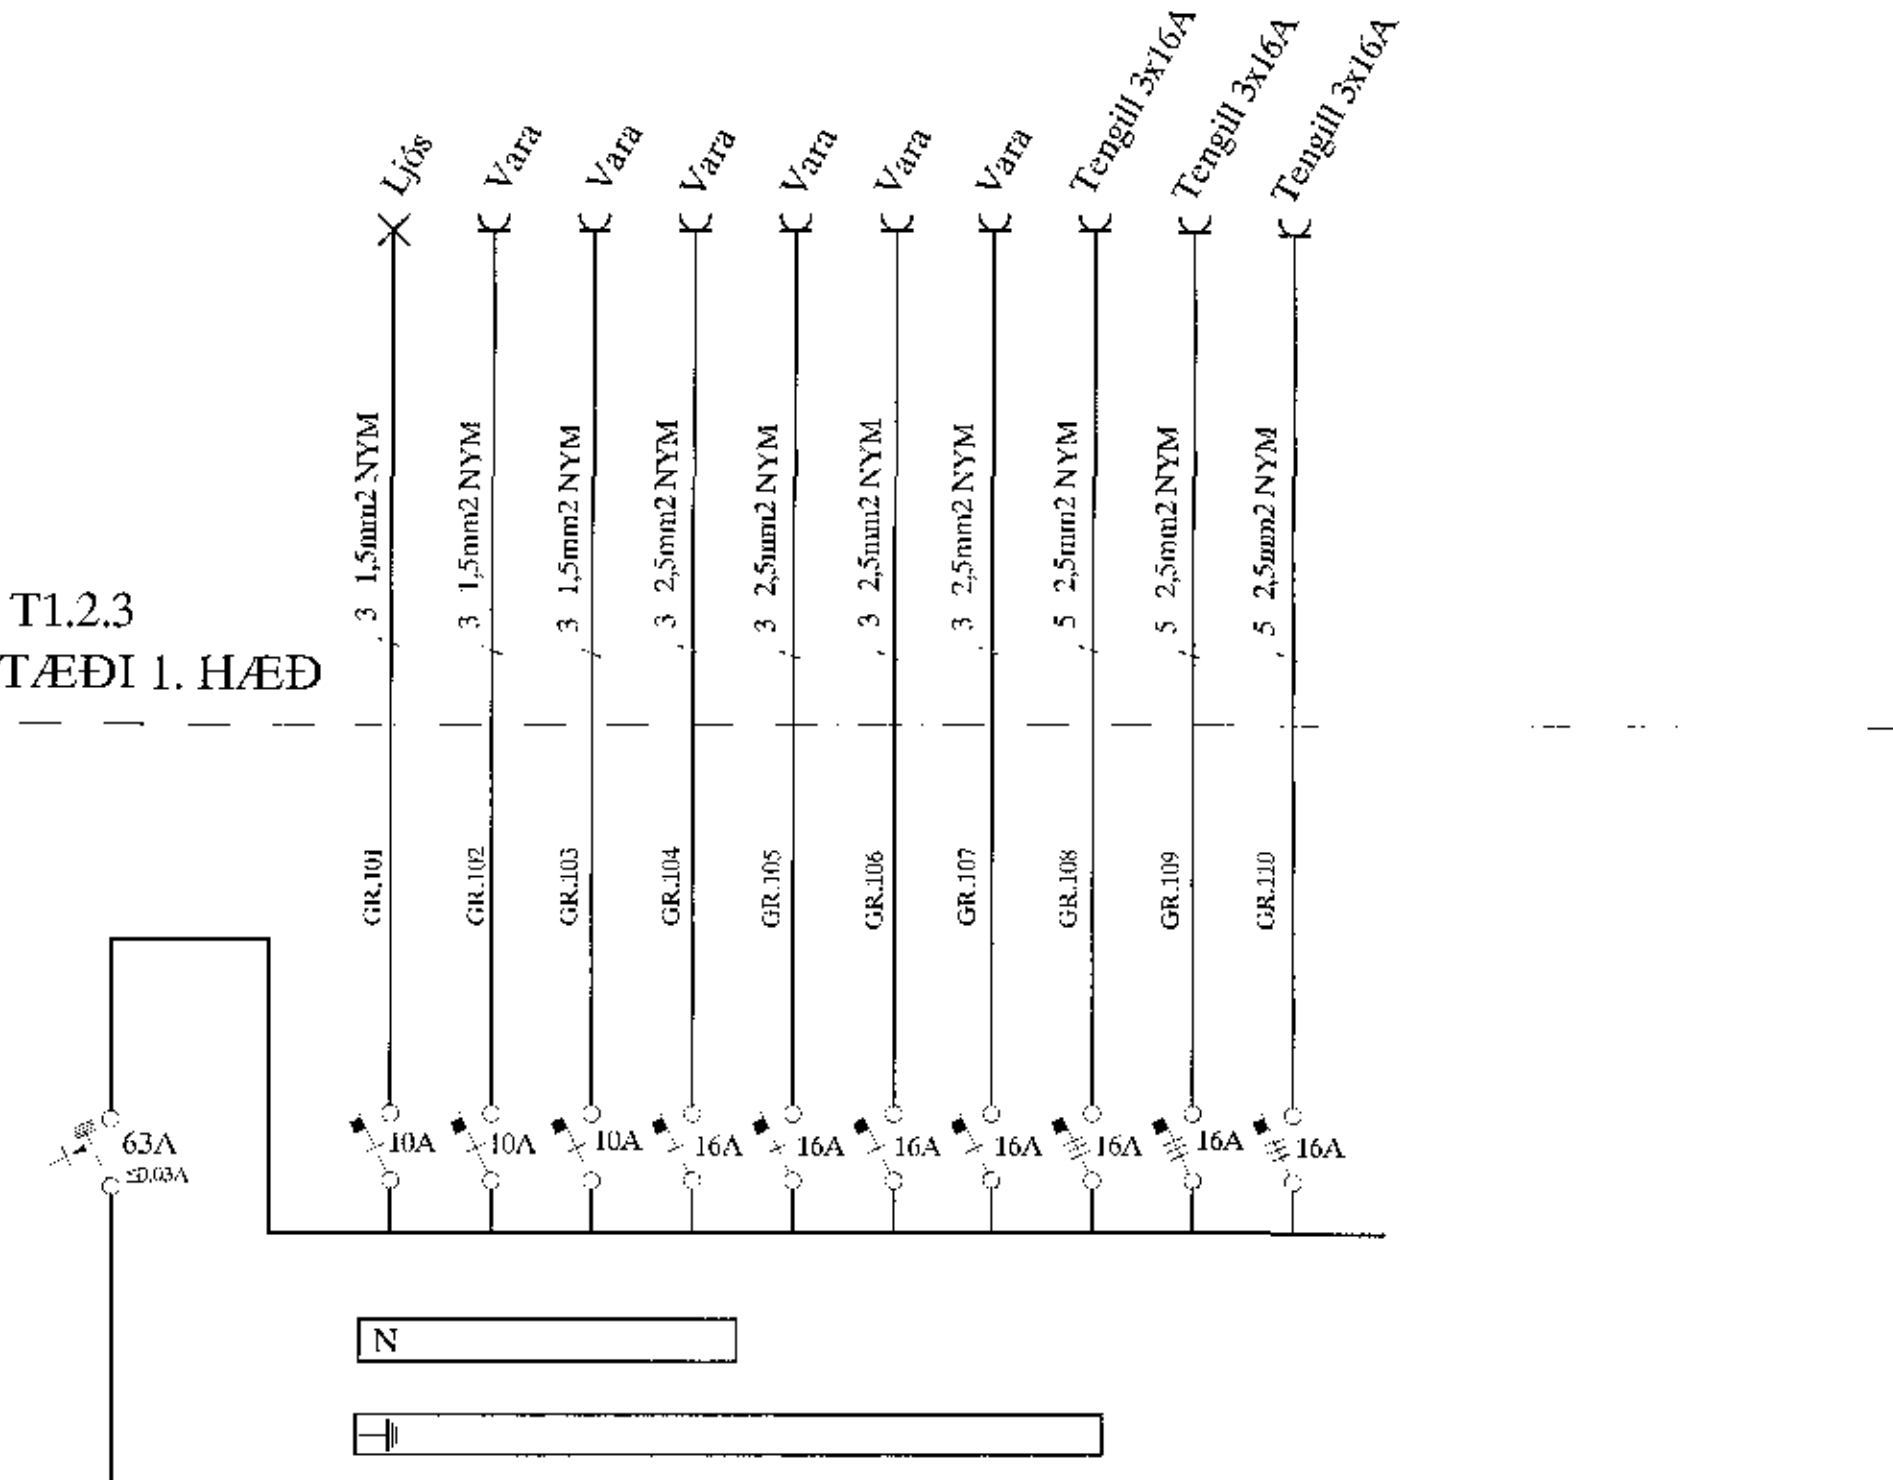 Ljós
Vara
Vara
Vara
Vara
Vara
Vara
Tengill 3x16A
Tengill 3x16A
Tengill 3x16A
3 1,5mm2 NYM
3 1,5mm2 NYM
3 1,5mm2 NYM
3 2,5mm2 NYM
3 2,5mm2 NYM
3 2,5mm2 NYM
3 2,5mm2 NYM
5 2,5mm2 NYM
5 2,5mm2 NYM
5 2,5mm2 NYM
T1.2.3
TÆÐI 1. HÆÐ
GR.101
GR.102
GR.103
GR.104
GR.105
GR.106
GR.107
GR.108
GR.109
GR.110
63A
≤0.03A
10A
10A
10A
16A
16A
16A
16A
16A
16A
16A
N